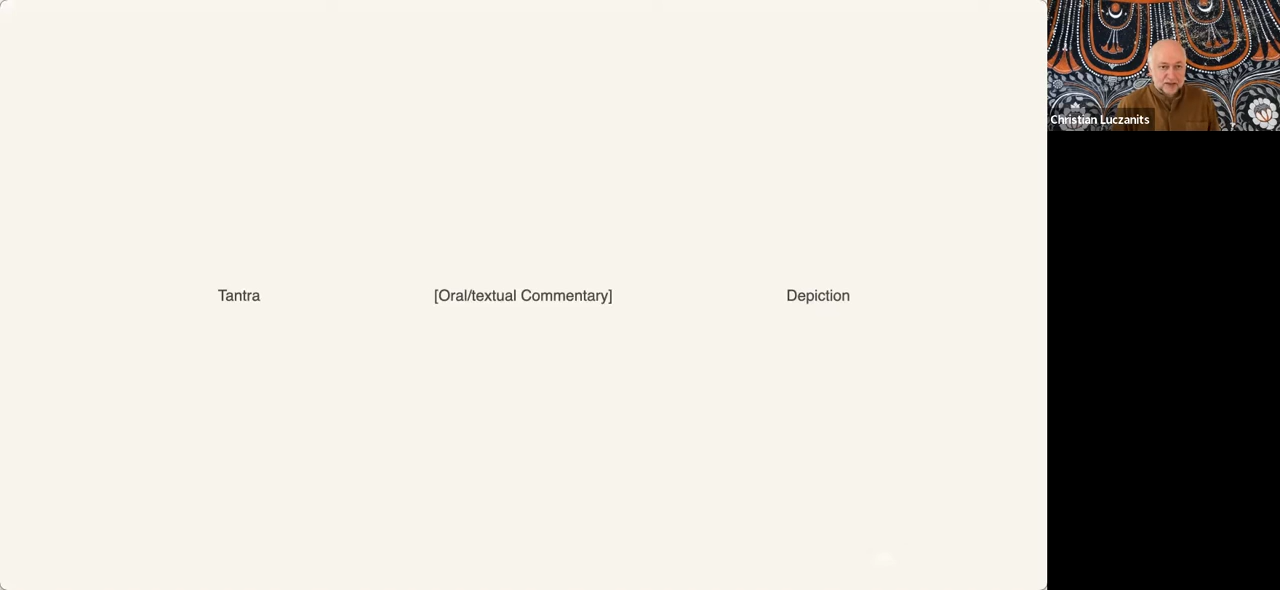 Tantra
[Oral/textual Commentary]
Depiction
Christian Luczanits